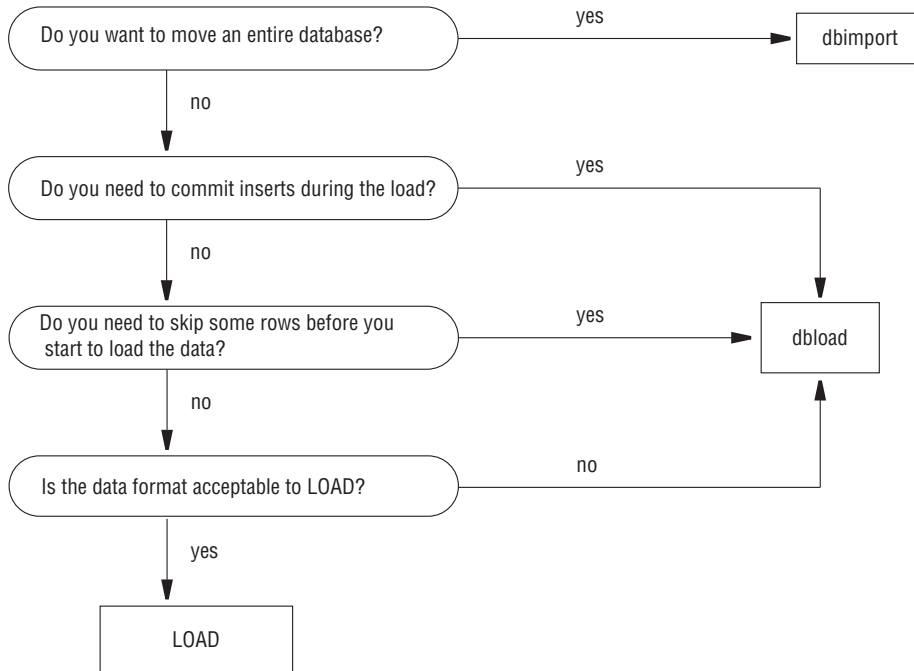 Do you want to move an entire database?
yes
dbimport
no
Do you need to commit inserts during the load?
yes
no
Do you need to skip some rows before you
start to load the data?
yes
dbload
no
Is the data format acceptable to LOAD?
no
yes
LOAD